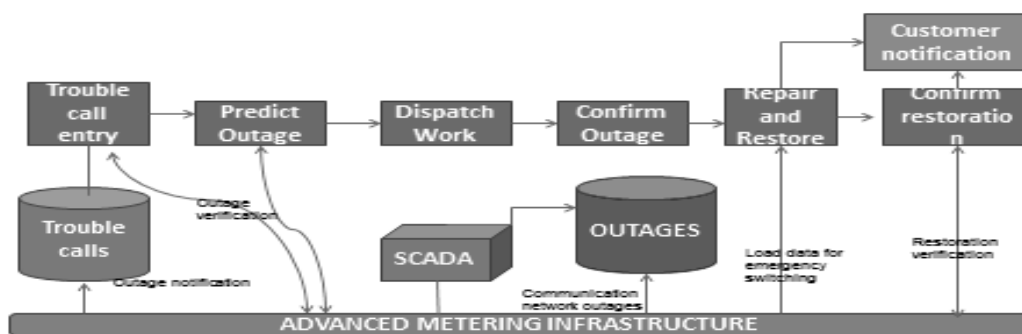 Customer
notification
Trouble
call
entry
Predict
Outage
Dispatch
Work
Confirm
Outage
Repair
and
Restore
Confirm
restoratio
n
Trouble
calls
Outage
verification
SCADA
OUTAGES
Outage notification
Communication
network outages
Load data for
emergency
switching
Restoration
verification
ADVANCED METERING INFRASTRUCTURE